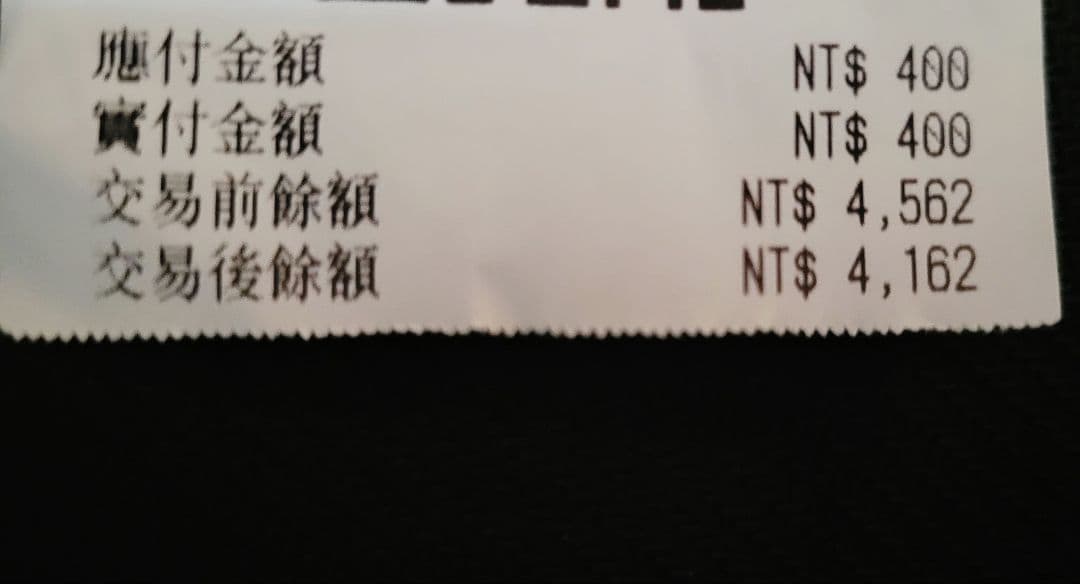 應付金額 NT$ 400
實付金額 NT$ 400
交易前餘額 NT$ 4,562
交易後餘額 NT$ 4,162